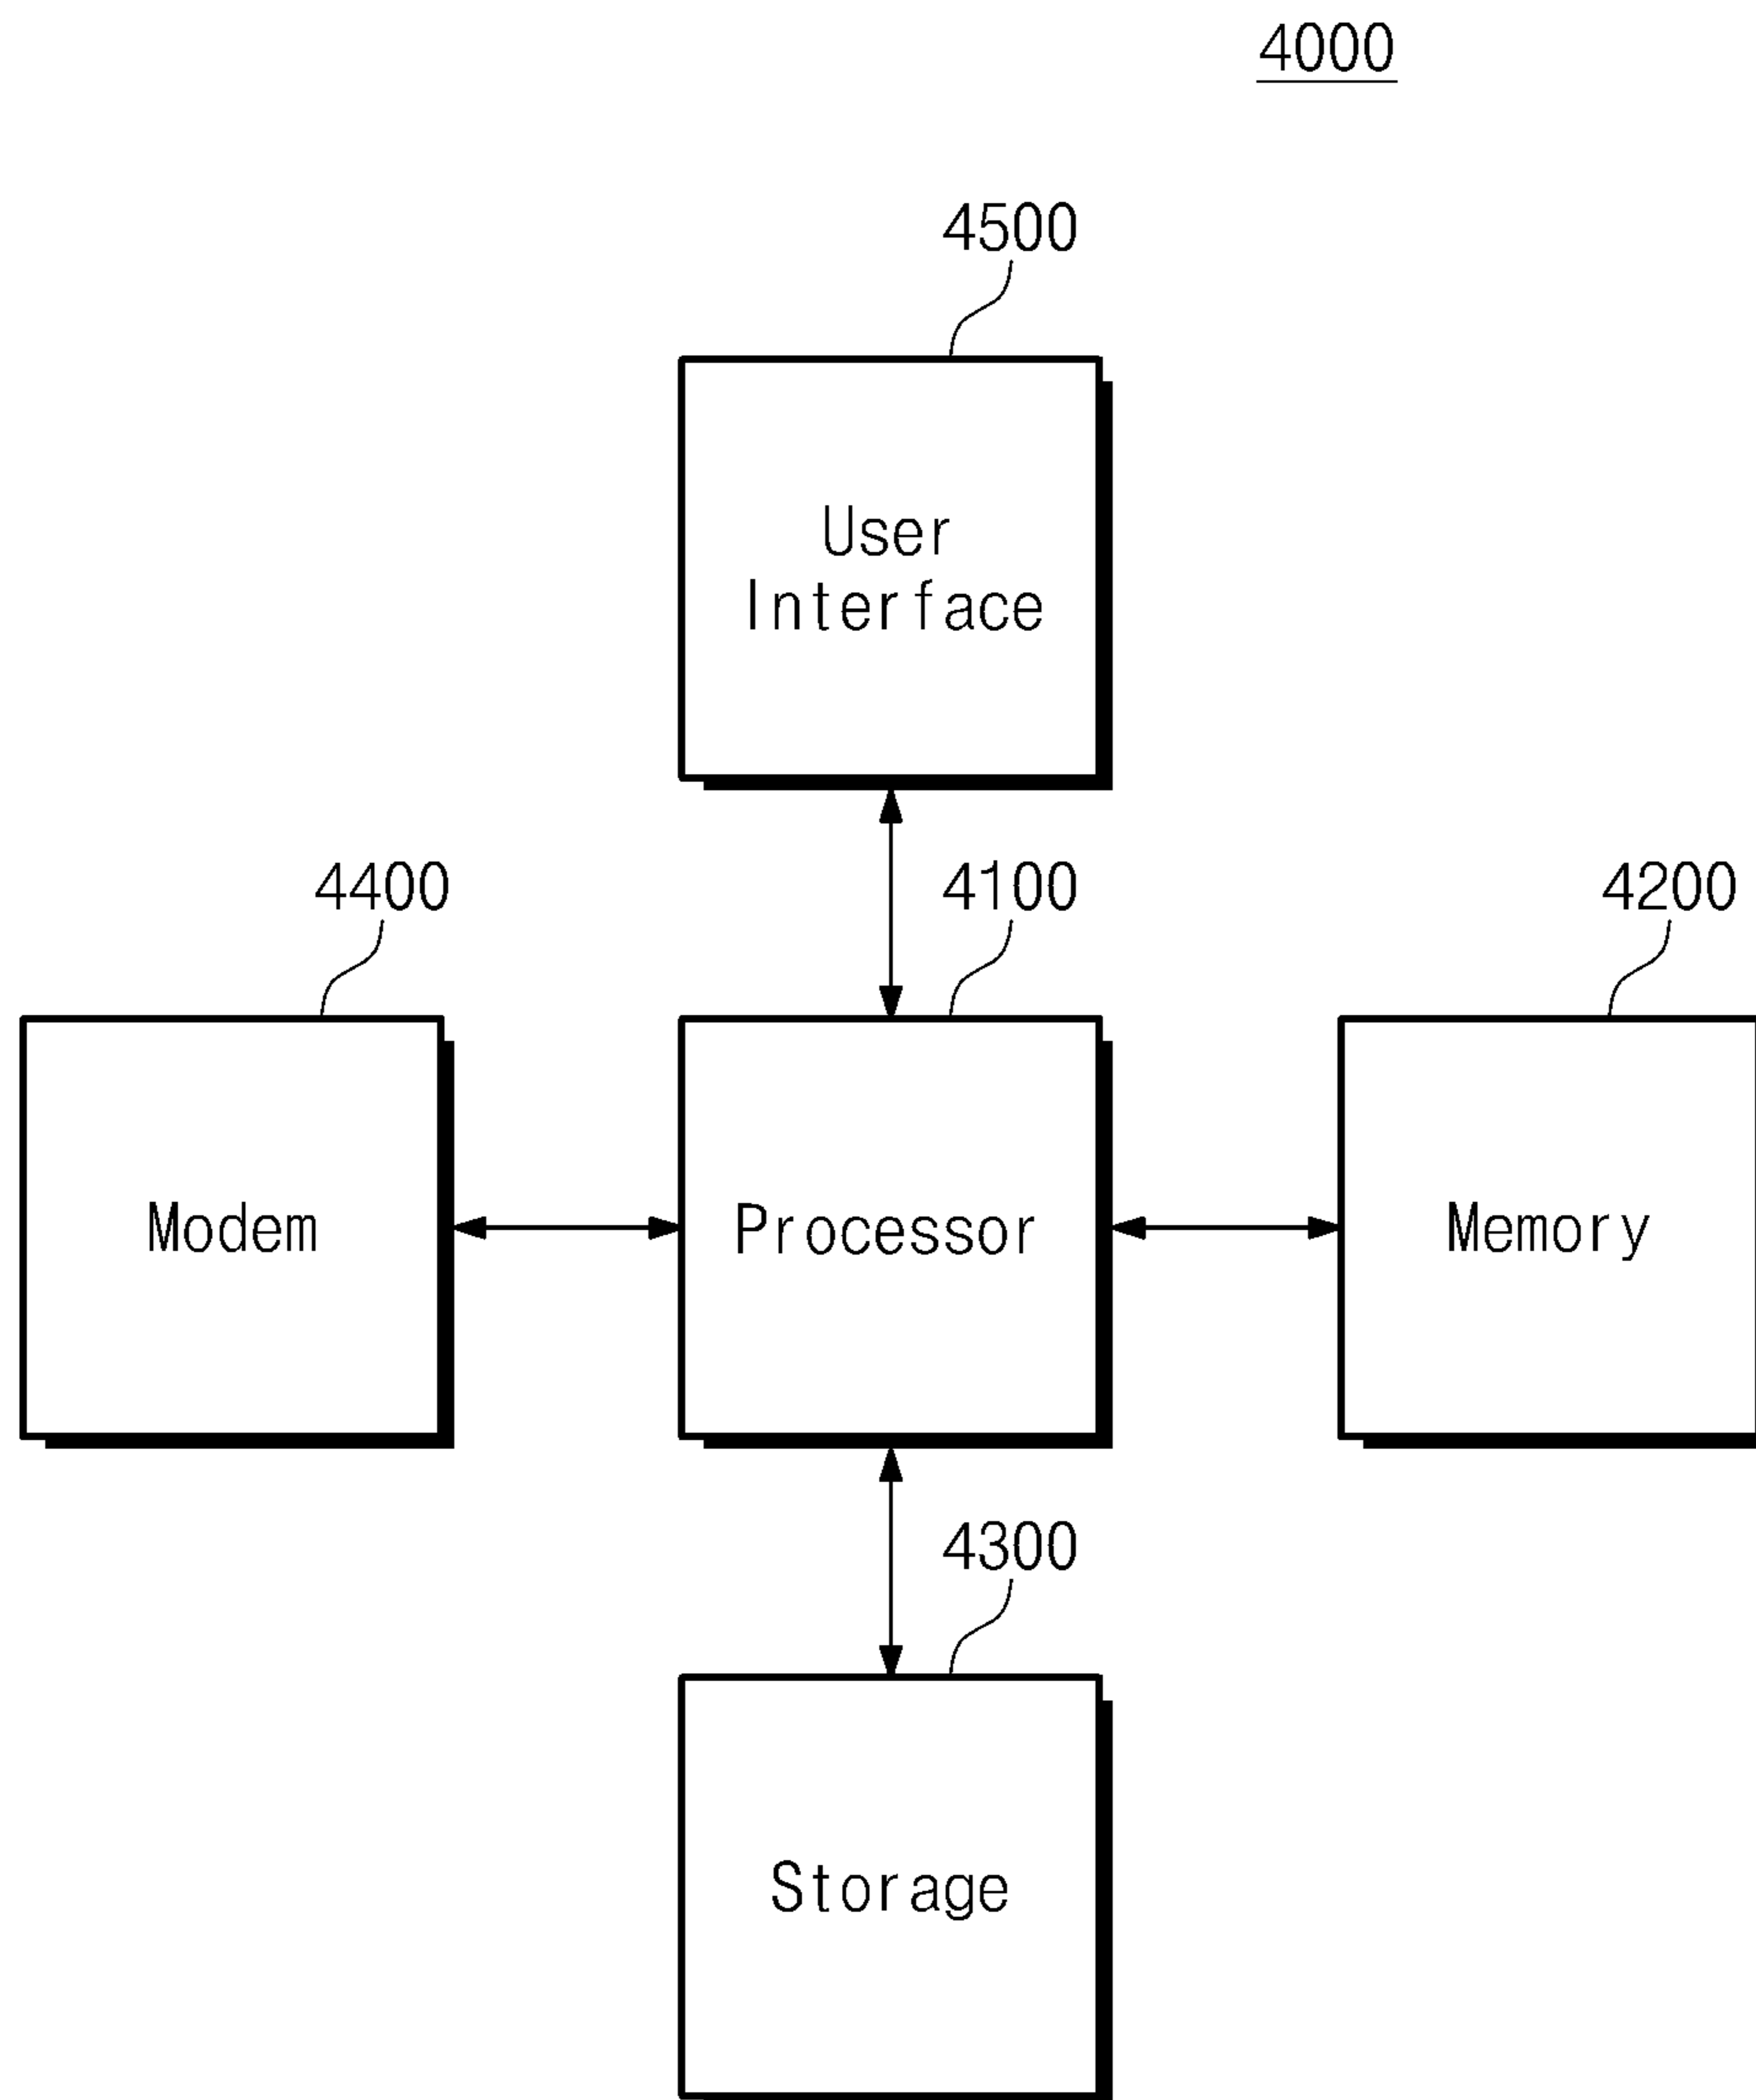 4000
4500
User
Interface
4400
4100
4200
Modem
Processor
Memory
4300
Storage